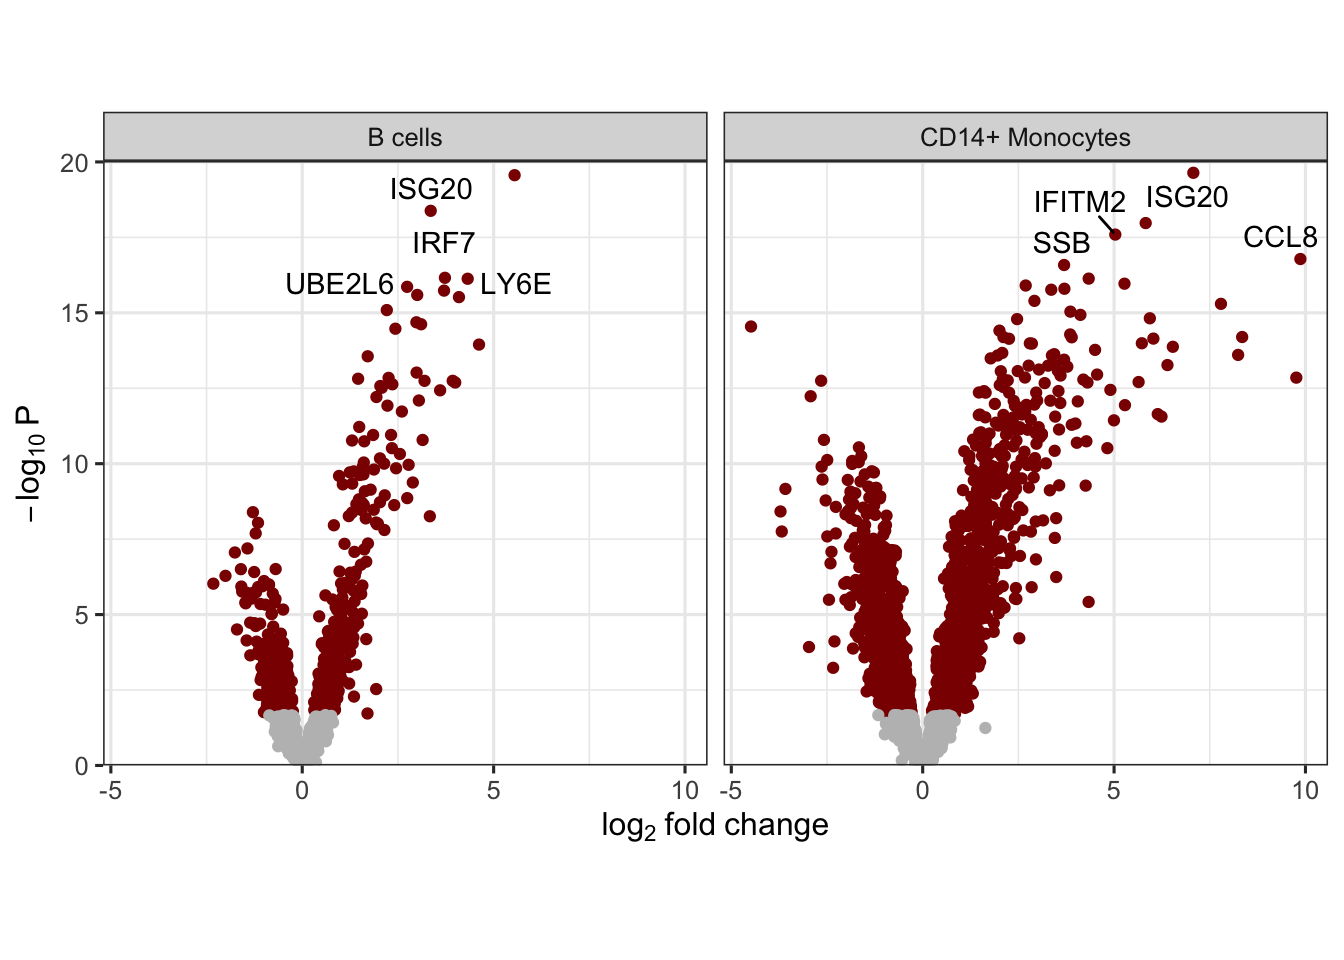 B cells
CD14+ Monocytes
20
15
10
5
0
− log10 P
ISG20
IRF7
UBE2L6
LY6E
IFITM2
ISG20
SSB
CCL8
-5 0 5 10
-5 0 5 10
log2 fold change